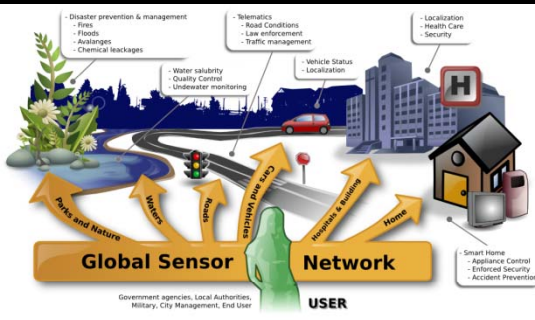 - Disaster prevention & management
- Fires
- Floods
- Avalanges
- Chemical leackages
- Telematics
- Road Conditions
- Law enforcement
- Traffic management
- Localization
- Health Care
- Security
- Water salubrity
- Quality Control
- Undewater monitoring
- Vehicle Status
- Localization
H
Parks and Nature
Waters
Roads
Cars and Vehicles
Hospitals & Building
Home
Global Sensor Network
- Smart Home
- Appliance Control
- Enforced Security
- Accident Prevention
Government agencies, Local Authorities,
Military, City Management, End User
USER